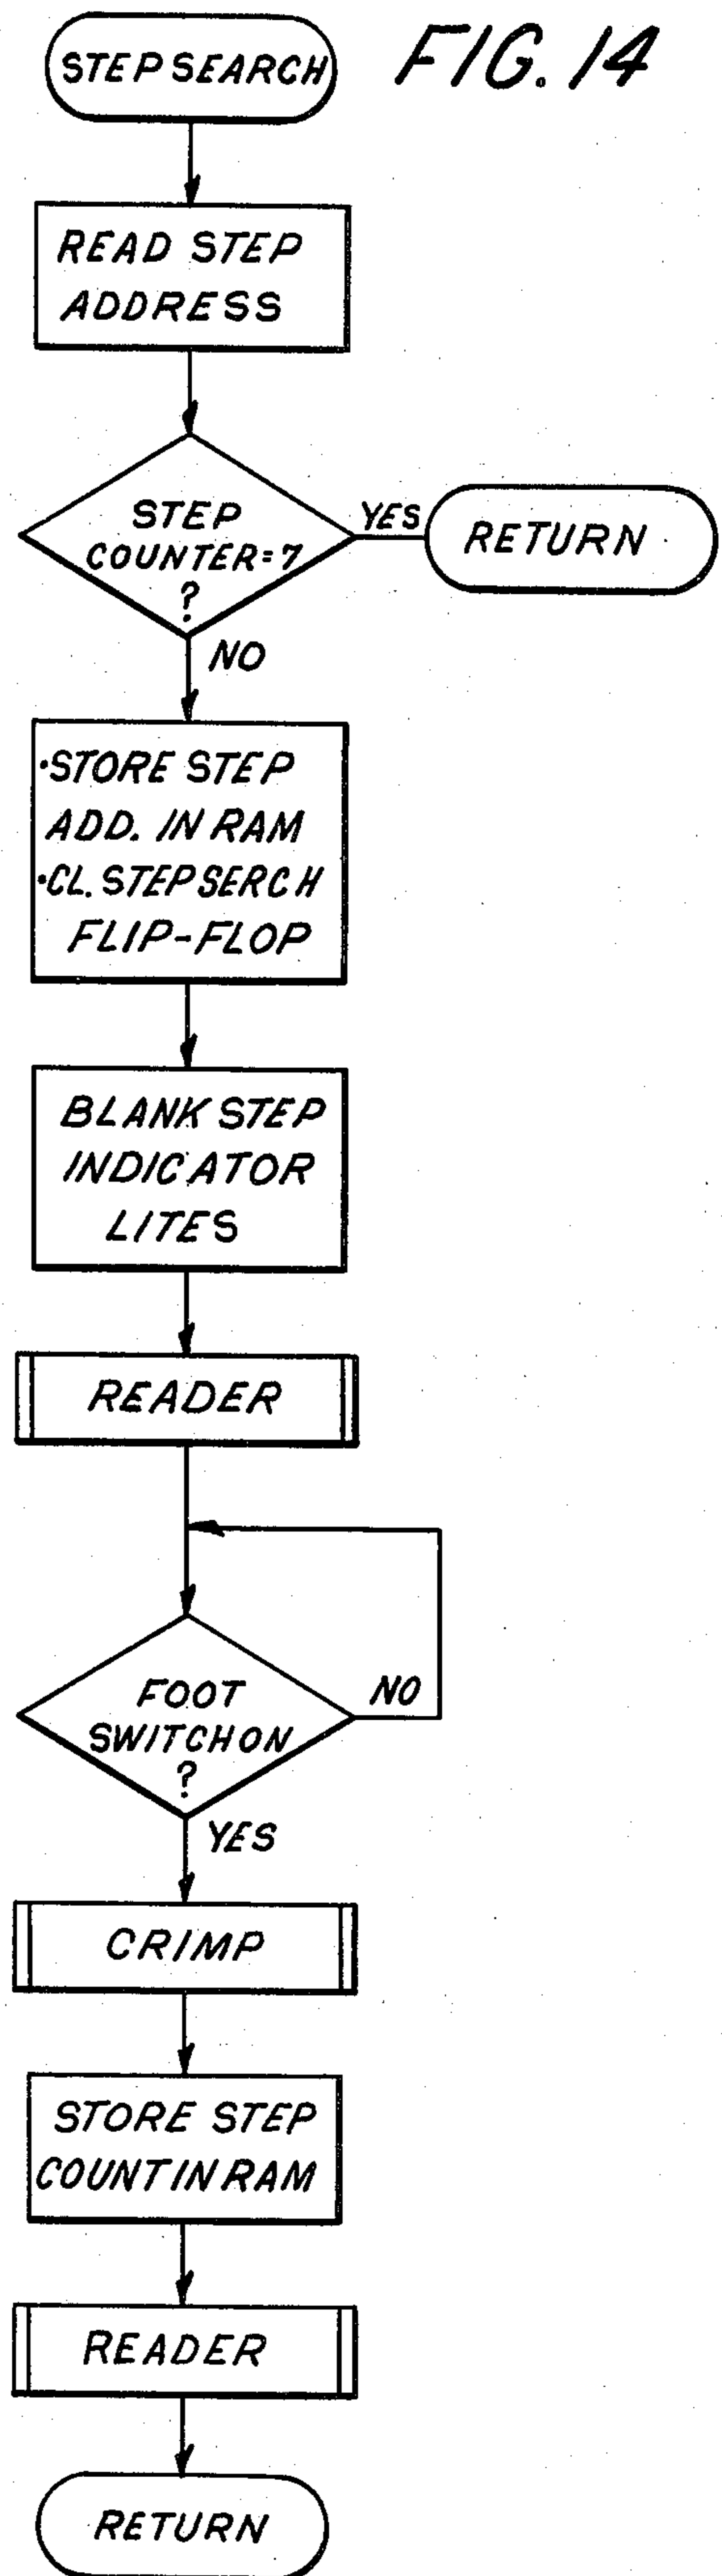 STEP SEARCH
FIG. 14
READ STEP
ADDRESS
STEP
COUNTER=7
?
YES
RETURN
NO
•STORE STEP
ADD. IN RAM
•CL. STEP SERCH
FLIP-FLOP
BLANK STEP
INDICATOR
LITES
READER
FOOT
SWITCH ON
?
NO
YES
CRIMP
STORE STEP
COUNT IN RAM
READER
RETURN